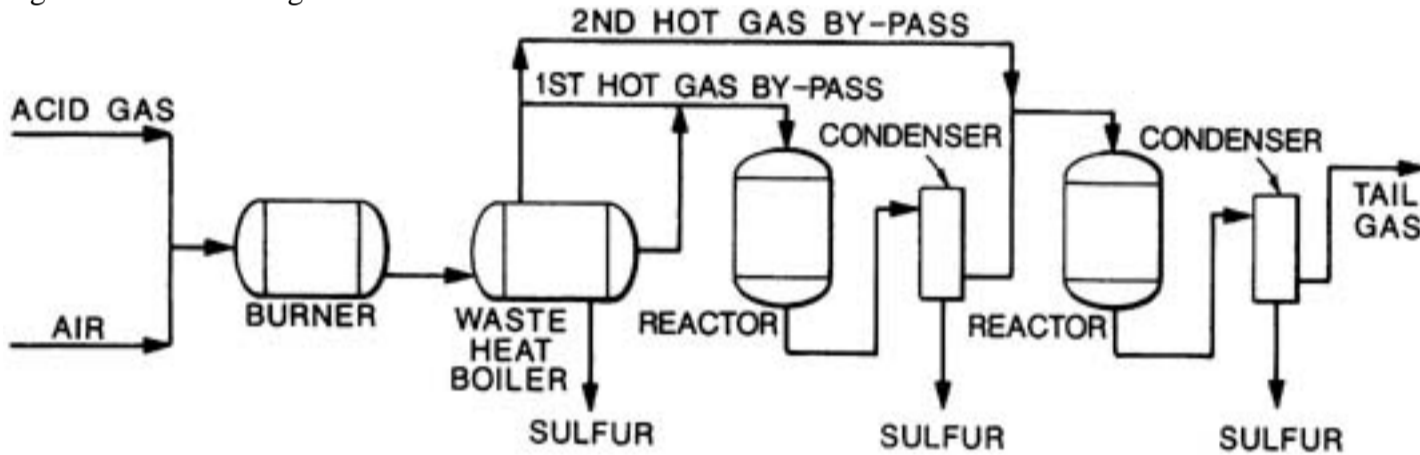 2ND HOT GAS BY-PASS
1ST HOT GAS BY-PASS
ACID GAS
CONDENSER
CONDENSER
TAIL
GAS
BURNER
AIR
WASTE
HEAT
BOILER
REACTOR
REACTOR
SULFUR
SULFUR
SULFUR